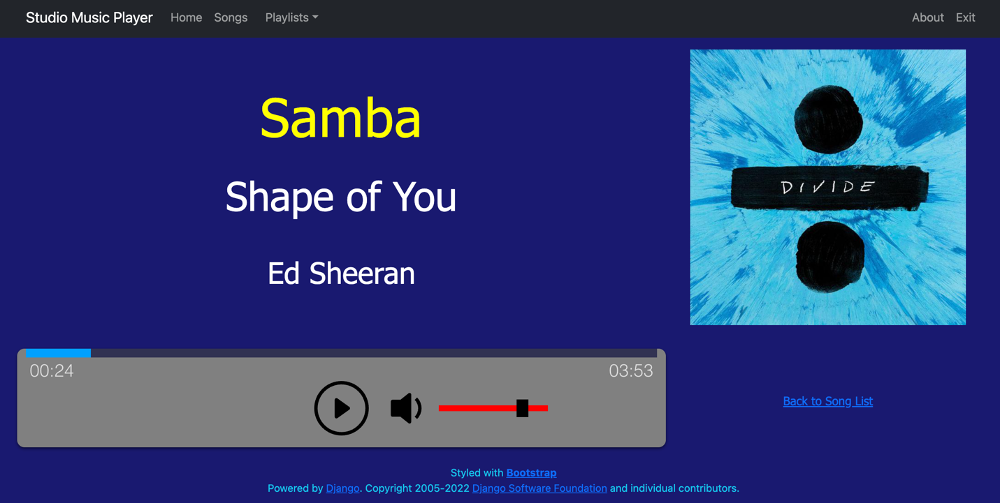 Studio Music Player Home Songs Playlists About Exit
Samba
Shape of You
Ed Sheeran
DIVIDE
00:24 03:53
Back to Song List
Styled with Bootstrap
Powered by Django. Copyright 2005-2022 Django Software Foundation and individual contributors.